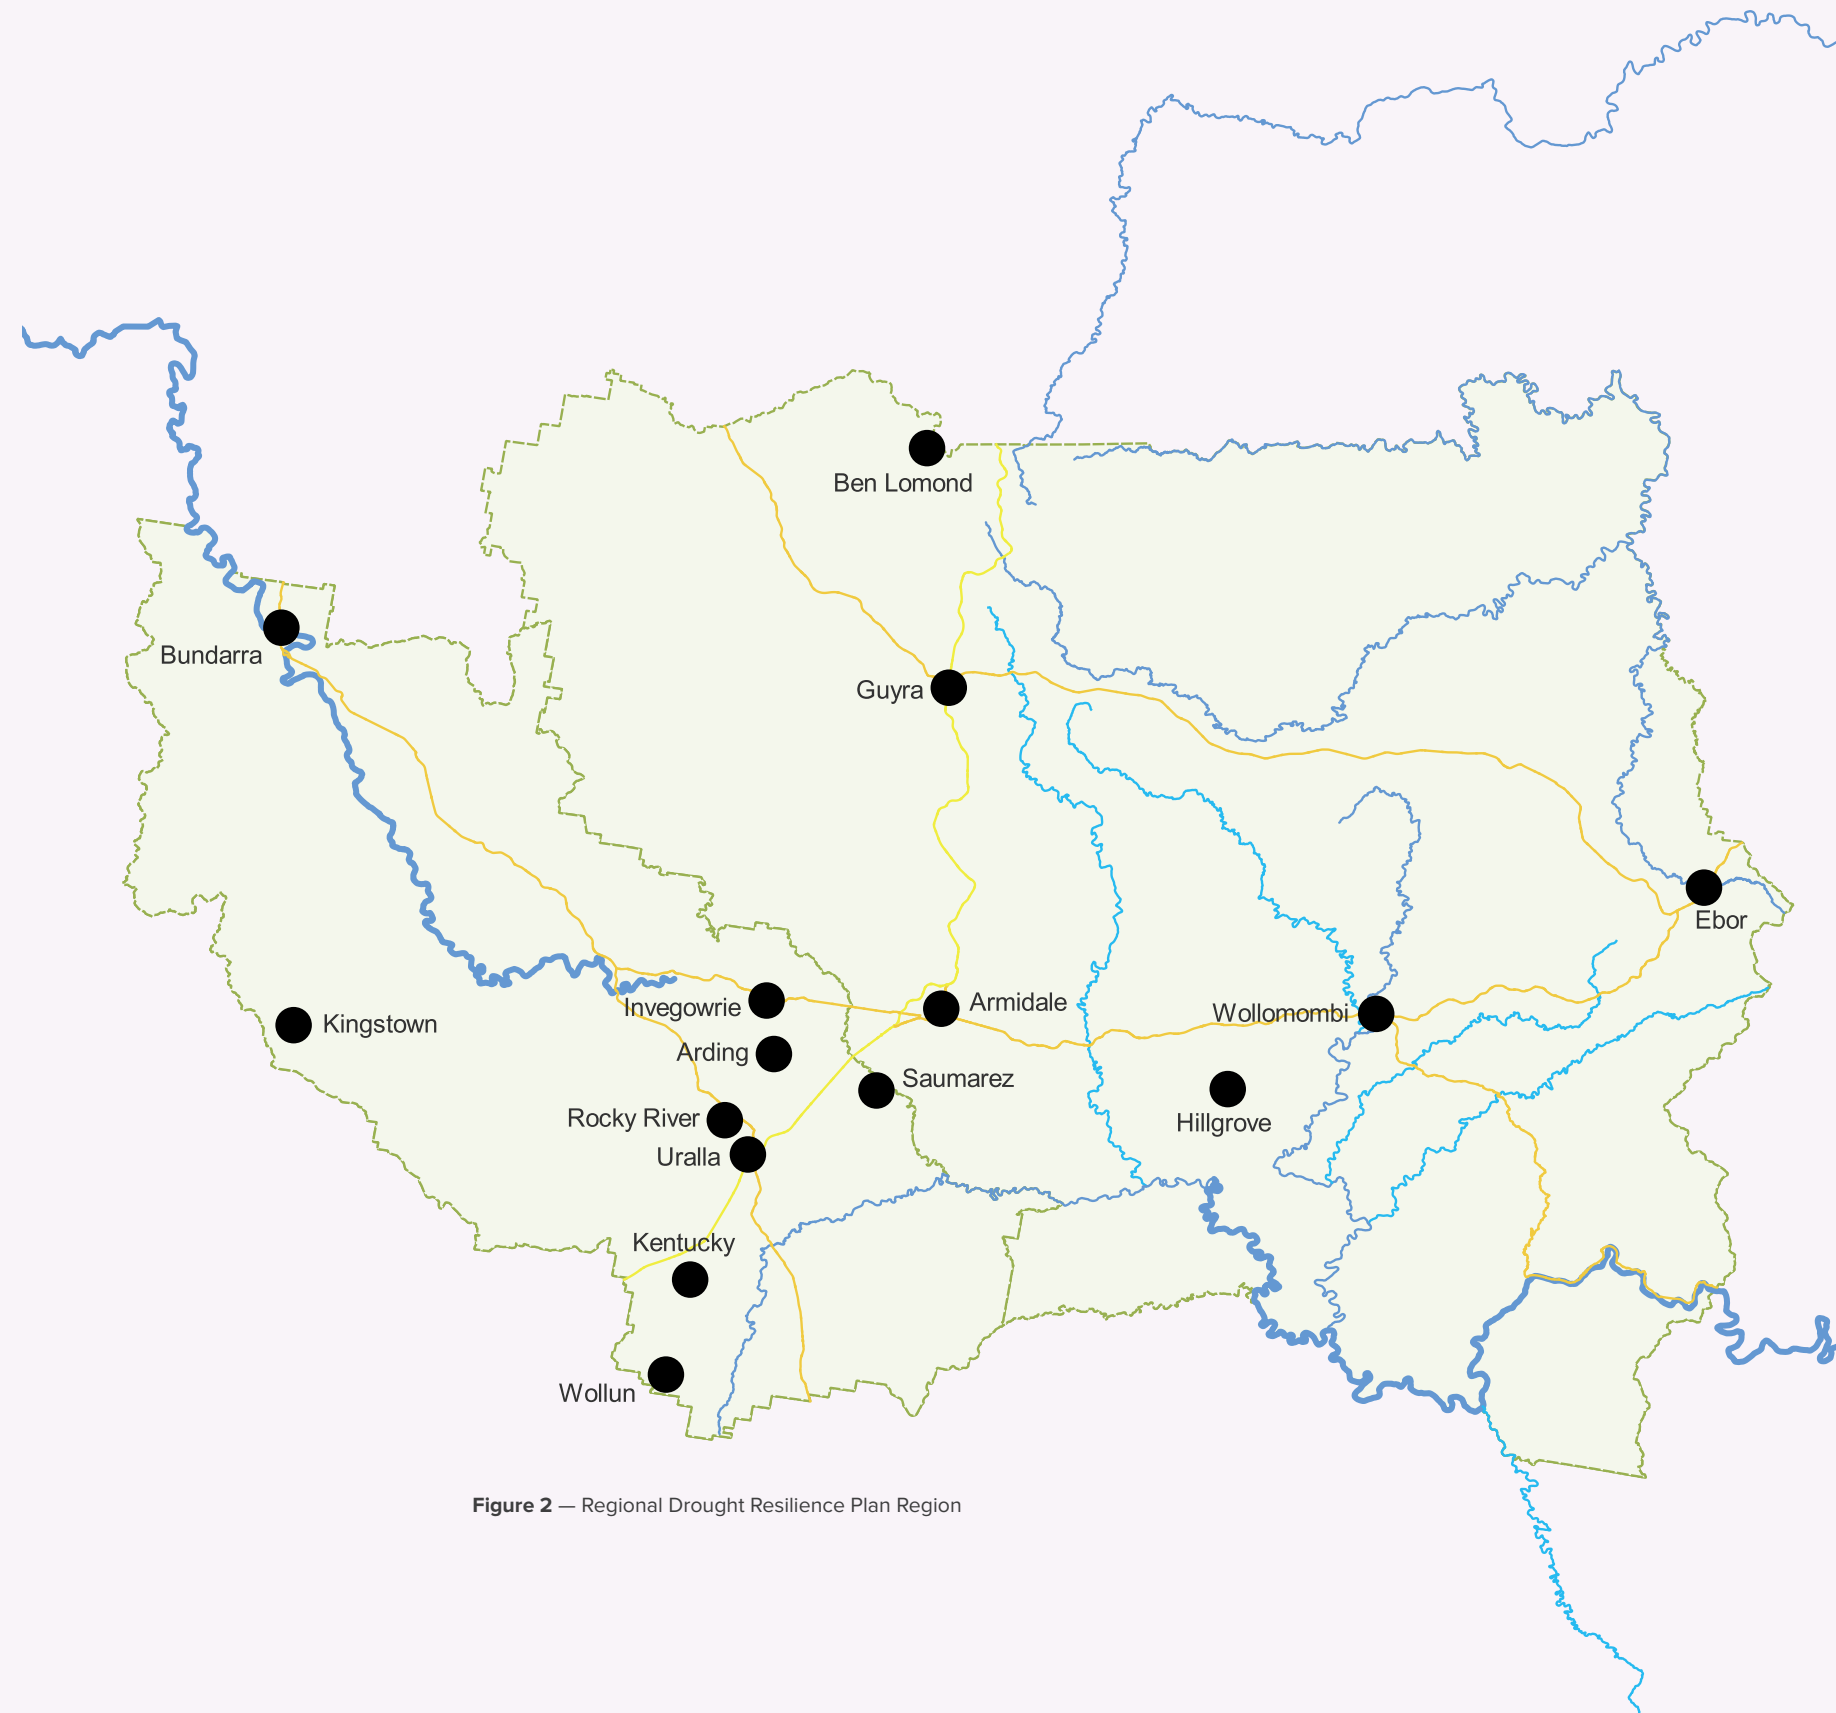 Ben Lomond
Bundarra
Guyra
Ebor
Armidale
Invegowrie
Wollomombi
Kingstown
Arding
Saumarez
Rocky River
Hillgrove
Uralla
Kentucky
Wollun
Figure 2 — Regional Drought Resilience Plan Region